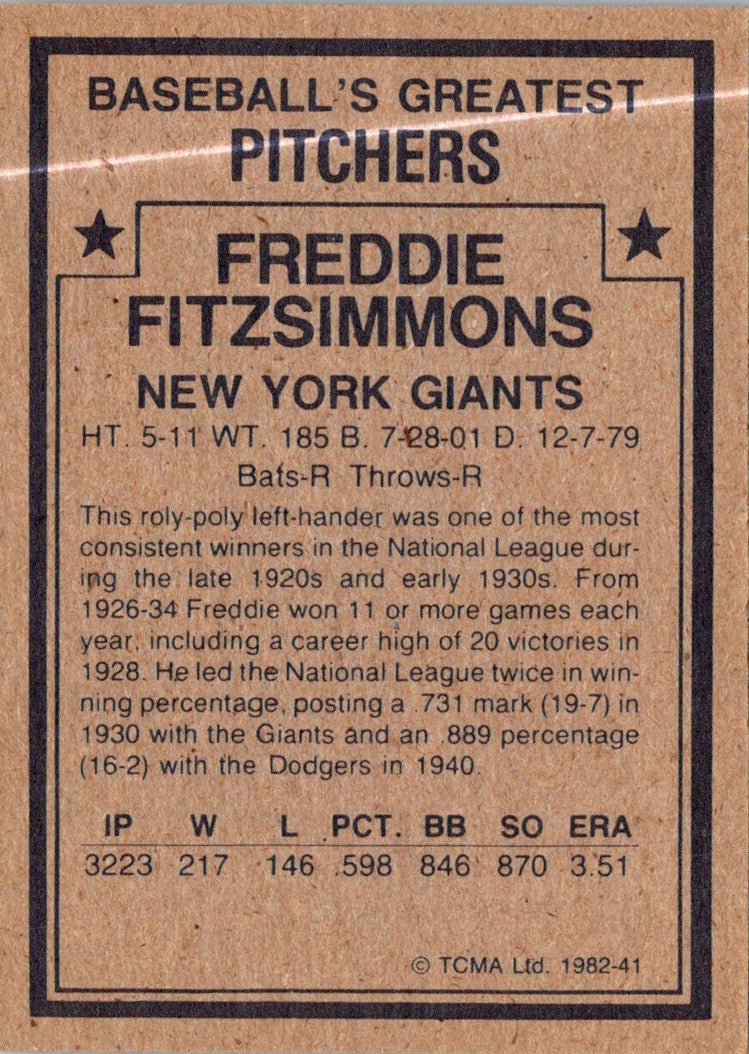 BASEBALL'S GREATEST
PITCHERS
FREDDIE
FITZSIMMONS
NEW YORK GIANTS
HT. 5-11 WT. 185 B. 7-28-01 D. 12-7-79
Bats-R Throws-R
This roly-poly left-hander was one of the most
consistent winners in the National League dur-
ing the late 1920s and early 1930s. From
1926-34 Freddie won 11 or more games each
year, including a career high of 20 victories in
1928. He led the National League twice in win-
ning percentage, posting a .731 mark (19-7) in
1930 with the Giants and an .889 percentage
(16-2) with the Dodgers in 1940.
IP W L PCT. BB SO ERA
3223 217 146 .598 846 870 3.51
© TCMA Ltd. 1982-41